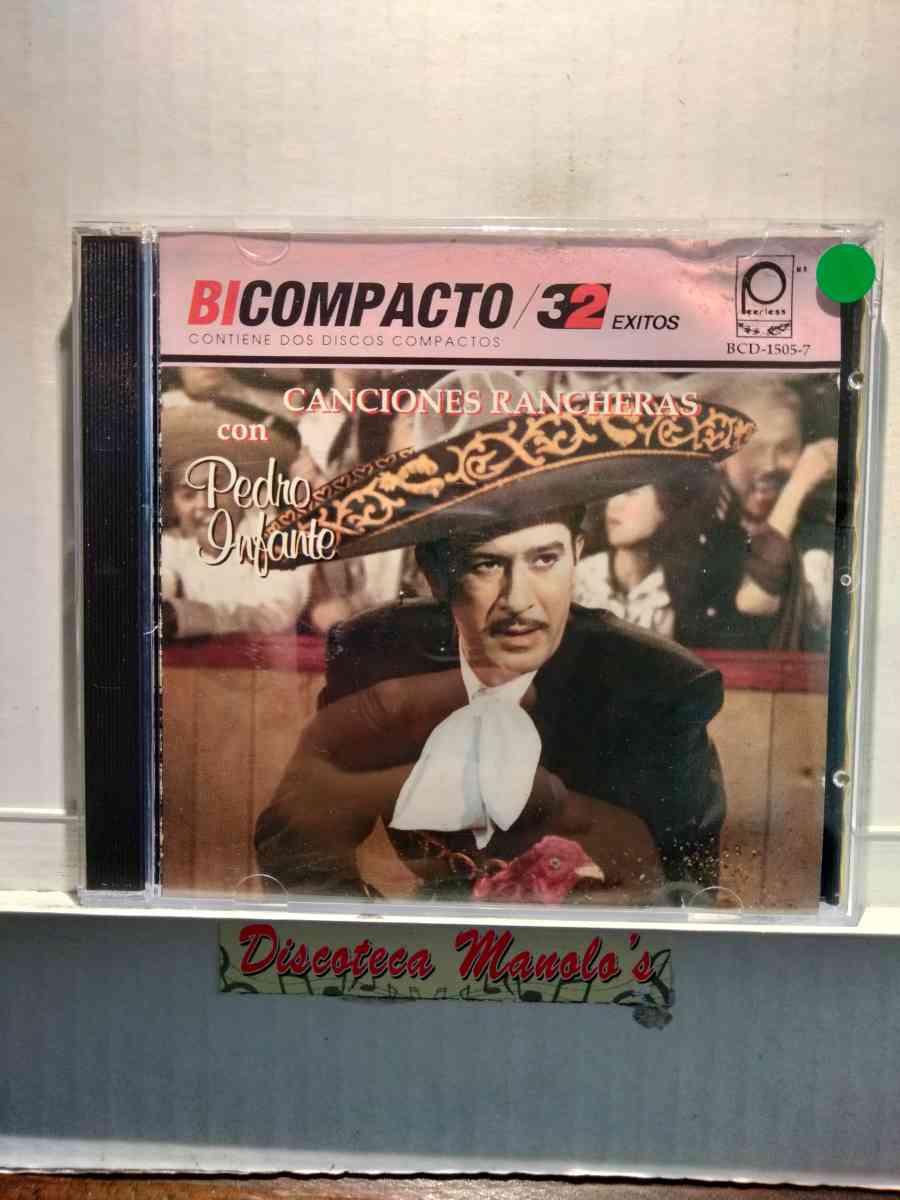 BICOMPACTO/32 EXITOS
CONTIENE DOS DISCOS COMPACTOS
Peerless
BCD-1505-7
CANCIONES RANCHERAS
con
Pedro
Infante
Discoteca Manolo's